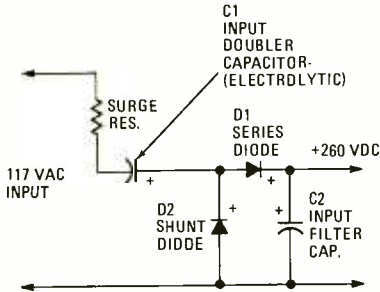 C1
INPUT
DOUBLER
CAPACITOR-
(ELECTROLYTIC)
SURGE
RES.
D1
SERIES
DIODE
+260 VDC
117 VAC
INPUT
+
+
+
+
D2
SHUNT
DIODE
C2
INPUT
FILTER
CAP.